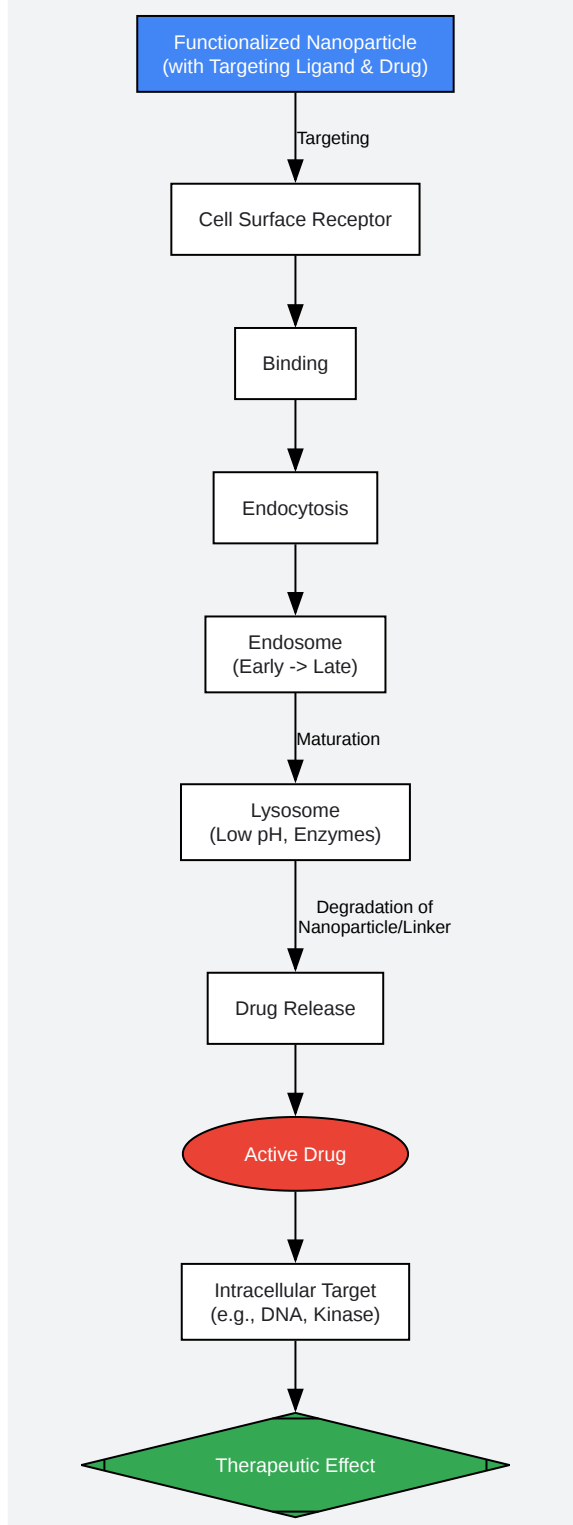 Functionalized Nanoparticle
(with Targeting Ligand & Drug)
Targeting
Cell Surface Receptor
Binding
Endocytosis
Endosome
(Early -> Late)
Maturation
Lysosome
(Low pH, Enzymes)
Degradation of
Nanoparticle/Linker
Drug Release
Active Drug
Intracellular Target
(e.g., DNA, Kinase)
Therapeutic Effect